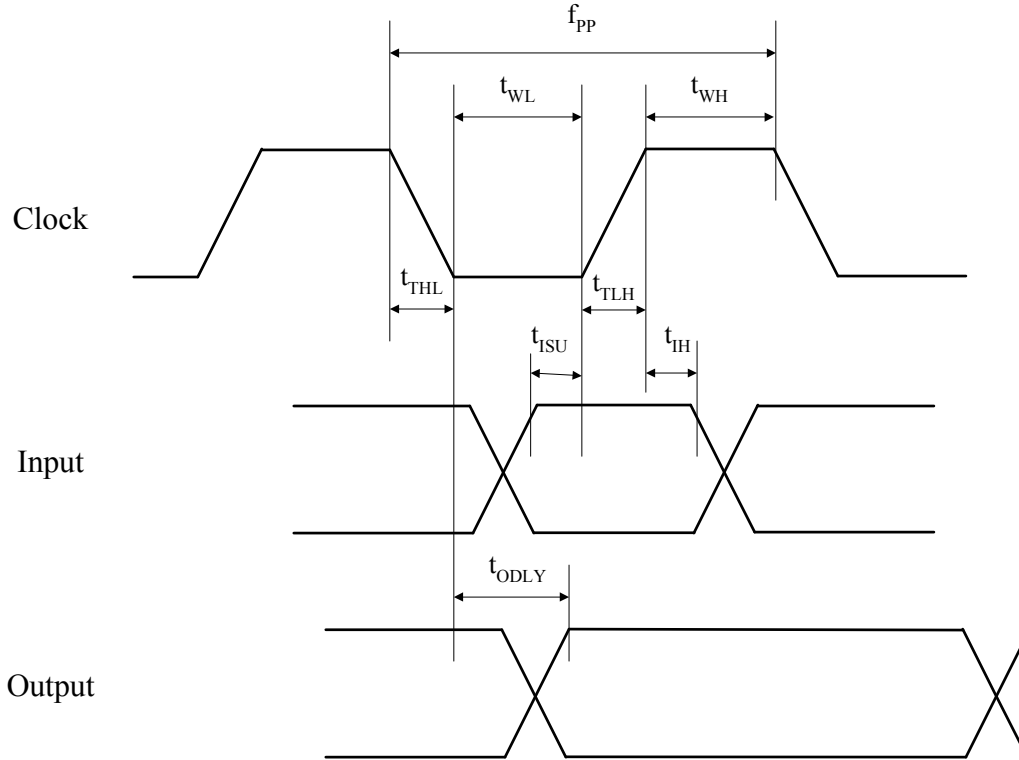 f_PP
t_WL t_WH
Clock
t_THL t_TLH
t_ISU t_IH
Input
t_ODLY
Output